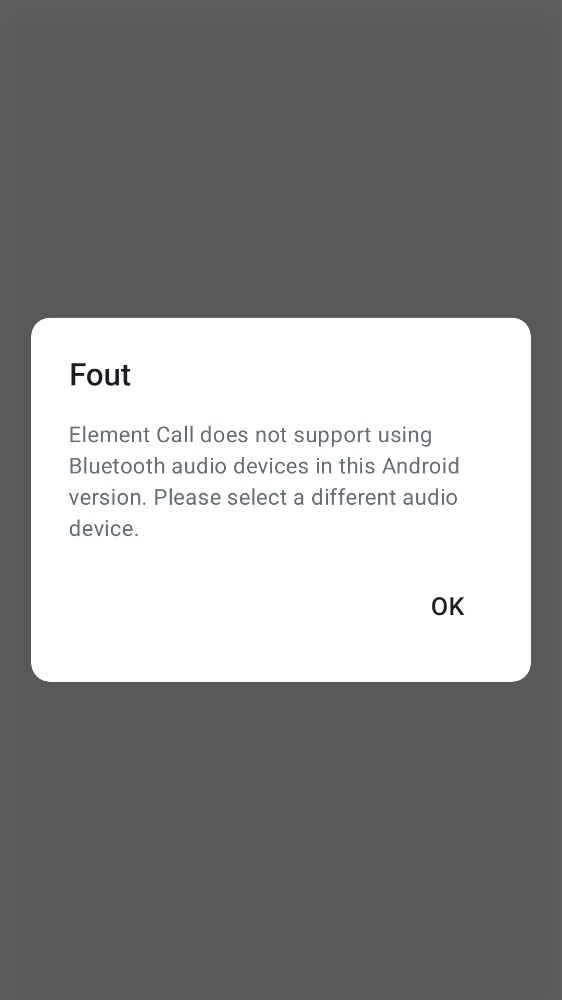 Fout
Element Call does not support using
Bluetooth audio devices in this Android
version. Please select a different audio
device.
OK